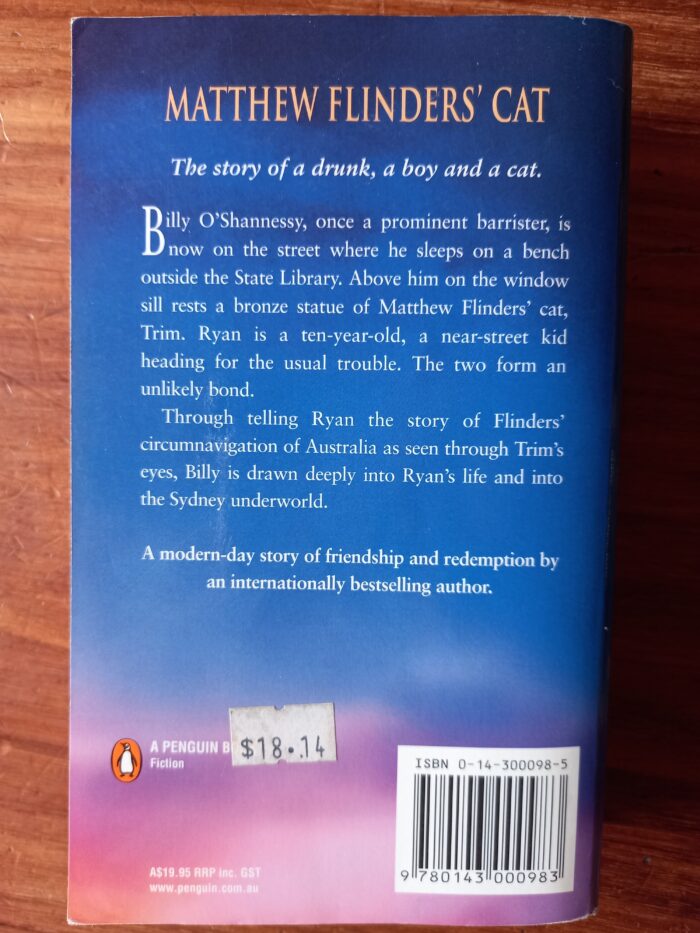 MATTHEW FLINDERS' CAT
The story of a drunk, a boy and a cat.
Billy O'Shannessy, once a prominent barrister, is
now on the street where he sleeps on a bench
outside the State Library. Above him on the window
sill rests a bronze statue of Matthew Flinders' cat,
Trim. Ryan is a ten-year-old, a near-street kid
heading for the usual trouble. The two form an
unlikely bond.
Through telling Ryan the story of Flinders'
circumnavigation of Australia as seen through Trim's
eyes, Billy is drawn deeply into Ryan's life and into
the Sydney underworld.
A modern-day story of friendship and redemption by
an internationally bestselling author.
A PENGUIN
$18.14
Fiction
ISBN 0-14-300098-5
9 780143 000983
A$19.95 RRP inc. GST
www.penguin.com.au